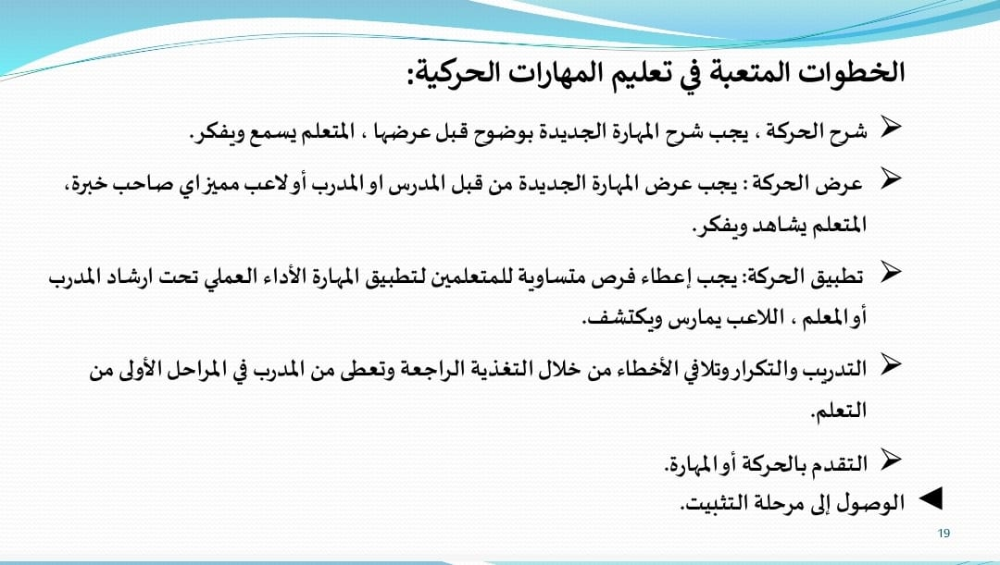 الخطوات المتعبة في تعليم المهارات الحركية:
شرح الحركة ، يجب شرح المهارة الجديدة بوضوح قبل عرضها ، المتعلم يسمع ويفكر.
عرض الحركة : يجب عرض المهارة الجديدة من قبل المدرس او المدرب أو لاعب مميز اي صاحب خبرة،
المتعلم يشاهد ويفكر.
تطبيق الحركة: يجب إعطاء فرص متساوية للمتعلمين لتطبيق المهارة الأداء العملي تحت ارشاد المدرب
أو المعلم ، اللاعب يمارس ويكتشف.
التدريب والتكرار وتلافي الأخطاء من خلال التغذية الراجعة وتعطى من المدرب في المراحل الأولى من
التعلم.
التقدم بالحركة أو المهارة.
الوصول إلى مرحلة التثبيت.
19